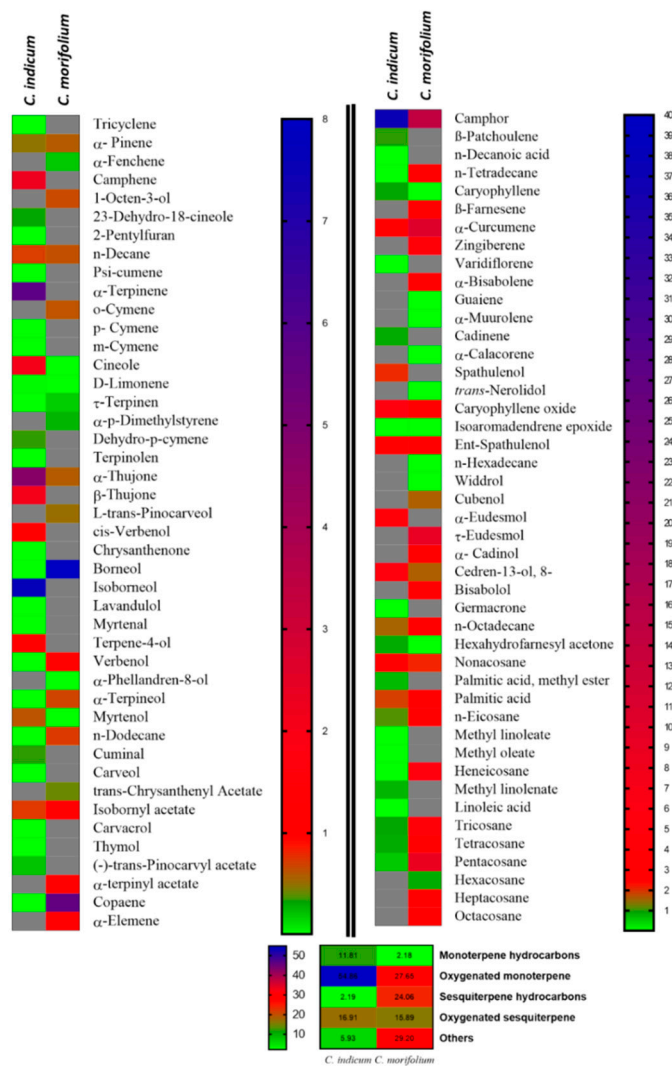 C. indicum
C. morifolium
Tricyclene
α- Pinene
α-Fenchene
Camphene
1-Octen-3-ol
23-Dehydro-18-cineole
2-Pentylfuran
n-Decane
Psi-cumene
α-Terpinene
o-Cymene
p- Cymene
m-Cymene
Cineole
D-Limonene
τ-Terpinen
α-p-Dimethylstyrene
Dehydro-p-cymene
Terpinolen
α-Thujone
β-Thujone
L-trans-Pinocarveol
cis-Verbenol
Chrysanthenone
Borneol
Isoborneol
Lavandulol
Myrtenal
Terpene-4-ol
Verbenol
α-Phellandren-8-ol
α-Terpineol
Myrtenol
n-Dodecane
Cuminal
Carveol
trans-Chrysanthenyl Acetate
Isobornyl acetate
Carvacrol
Thymol
(-)-trans-Pinocarvyl acetate
α-terpinyl acetate
Copaene
α-Elemene
8
7
6
5
4
3
2
1
C. indicum
C. morifolium
Camphor
ß-Patchoulene
n-Decanoic acid
n-Tetradecane
Caryophyllene
ß-Farnesene
α-Curcumene
Zingiberene
Varidiflorene
α-Bisabolene
Guaiene
α-Muurolene
Cadinene
α-Calacorene
Spathulenol
trans-Nerolidol
Caryophyllene oxide
Isoaromadendrene epoxide
Ent-Spathulenol
n-Hexadecane
Widdrol
Cubenol
α-Eudesmol
τ-Eudesmol
α- Cadinol
Cedren-13-ol, 8-
Bisabolol
Germacrone
n-Octadecane
Hexahydrofarnesyl acetone
Nonacosane
Palmitic acid, methyl ester
Palmitic acid
n-Eicosane
Methyl linoleate
Methyl oleate
Heneicosane
Methyl linolenate
Linoleic acid
Tricosane
Tetracosane
Pentacosane
Hexacosane
Heptacosane
Octacosane
40
39
38
37
36
35
34
33
32
31
30
29
28
27
26
25
24
23
22
21
20
19
18
17
16
15
14
13
12
11
10
9
8
7
6
5
4
3
2
1
50
40
30
20
10
11.81 2.18 Monoterpene hydrocarbons
27.65 Oxygenated monoterpene
2.19 24.06 Sesquiterpene hydrocarbons
16.91 15.89 Oxygenated sesquiterpene
5.93 29.20 Others
C. indicum C. morifolium